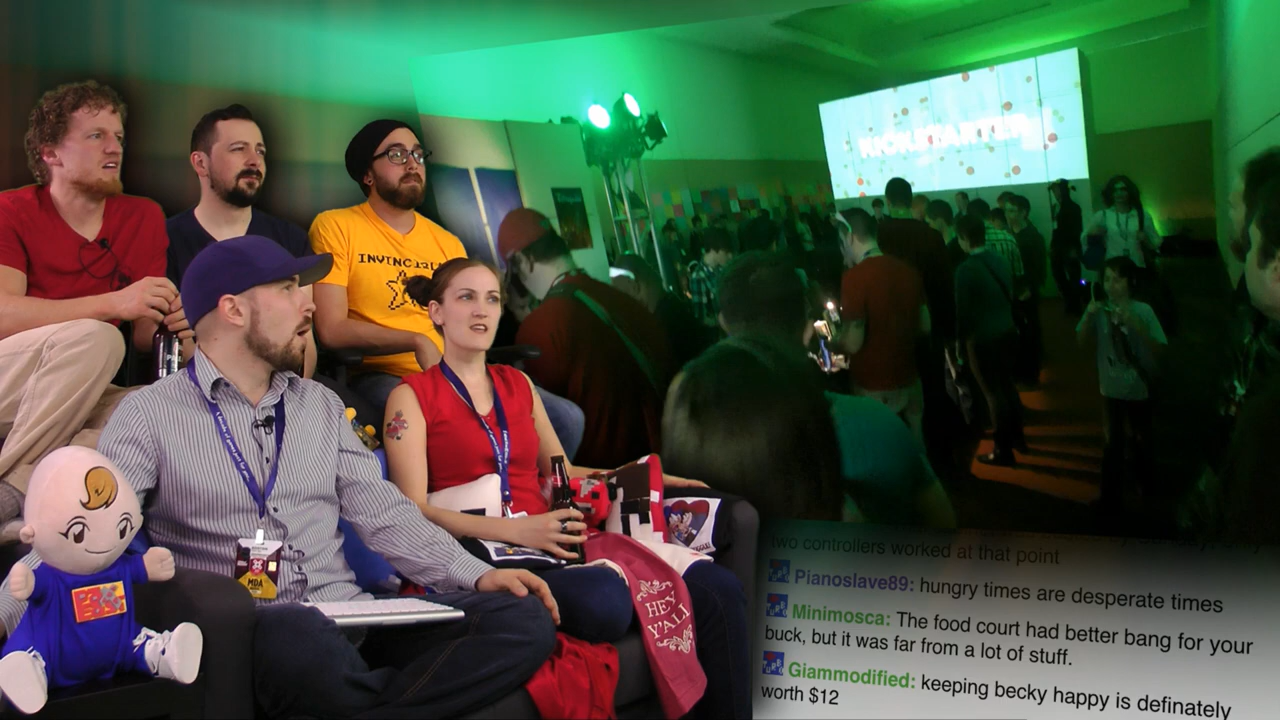 KICKSTARTER
INVINCIBLE
MDA
HEY
Y'ALL!
two controllers worked at that point
Pianoslave89: hungry times are desperate times
Minimosca: The food court had better bang for your
buck, but it was far from a lot of stuff.
Giammodified: keeping becky happy is definately
worth $12